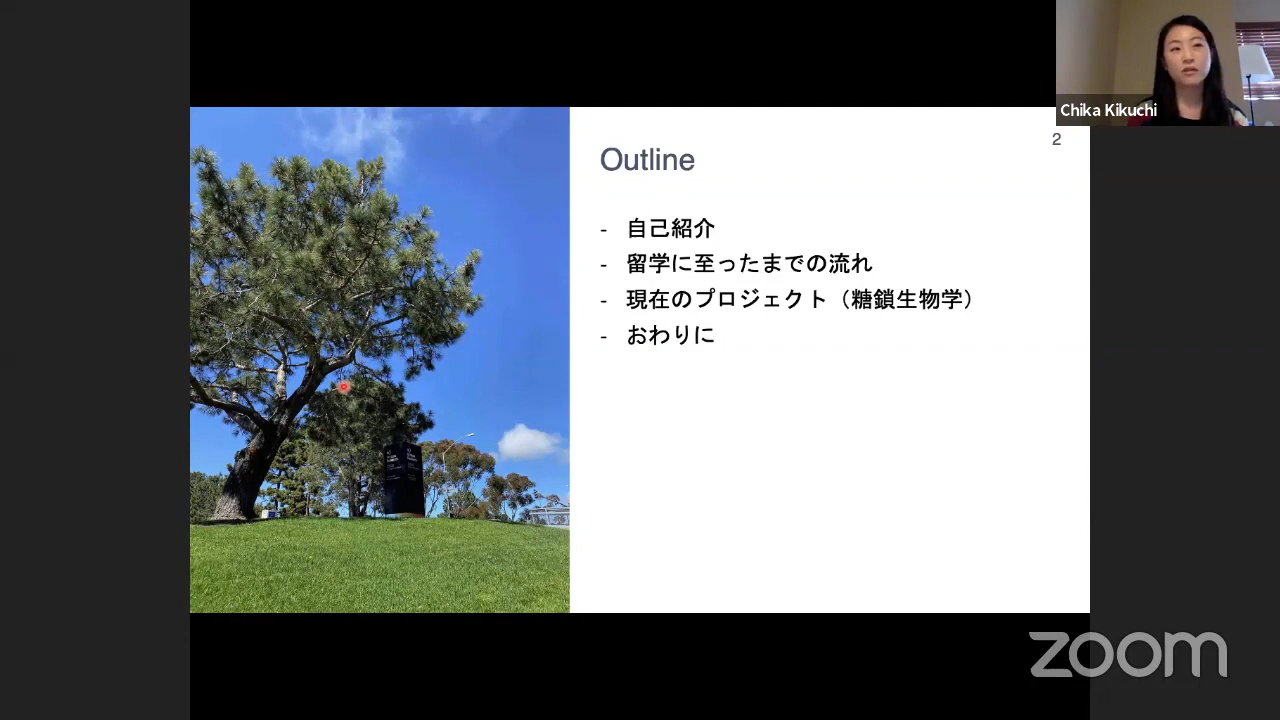 Chika Kikuchi
2
Outline
- 自己紹介
- 留学に至ったまでの流れ
- 現在のプロジェクト（糖鎖生物学）
- おわりに
zoom